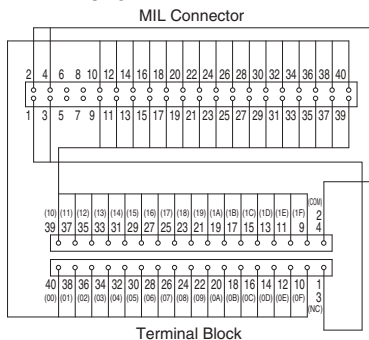 MIL Connector
2 4 6 8 10 12 14 16 18 20 22 24 26 28 30 32 34 36 38 40
1 3 5 7 9 11 13 15 17 19 21 23 25 27 29 31 33 35 37 39
(10) (11) (12) (13) (14) (15) (16) (17) (18) (19) (1A) (1B) (1C) (1D) (1E) (1F) (COM)
2
39 37 35 33 31 29 27 25 23 21 19 17 15 13 11 9 4
40 38 36 34 32 30 28 26 24 22 20 18 16 14 12 10 1
(00) (01) (02) (03) (04) (05) (06) (07) (08) (09) (0A) (0B) (0C) (0D) (0E) (0F) 3
(NC)
Terminal Block